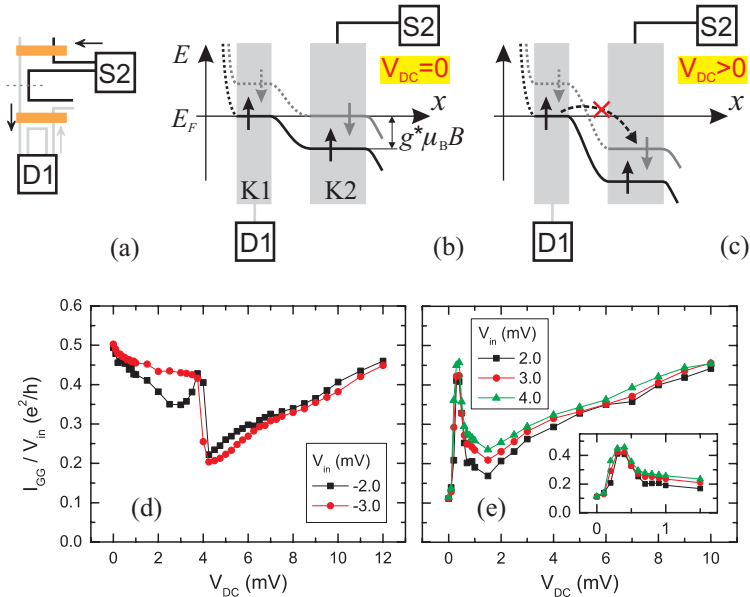 S2
D1
(a)
E
E_F
K1
K2
D1
S2
V_DC=0
x
g*μ_BB
(b)
S2
V_DC>0
x
D1
(c)
I_GG / V_in (e²/h)
0.6
0.5
0.4
0.3
0.2
0.1
0.0
0 2 4 6 8 10 12
V_DC (mV)
(d)
V_in (mV)
-2.0
-3.0
V_in (mV)
2.0
3.0
4.0
(e)
0.4
0.2
0.0
0 1
0 2 4 6 8 10
V_DC (mV)